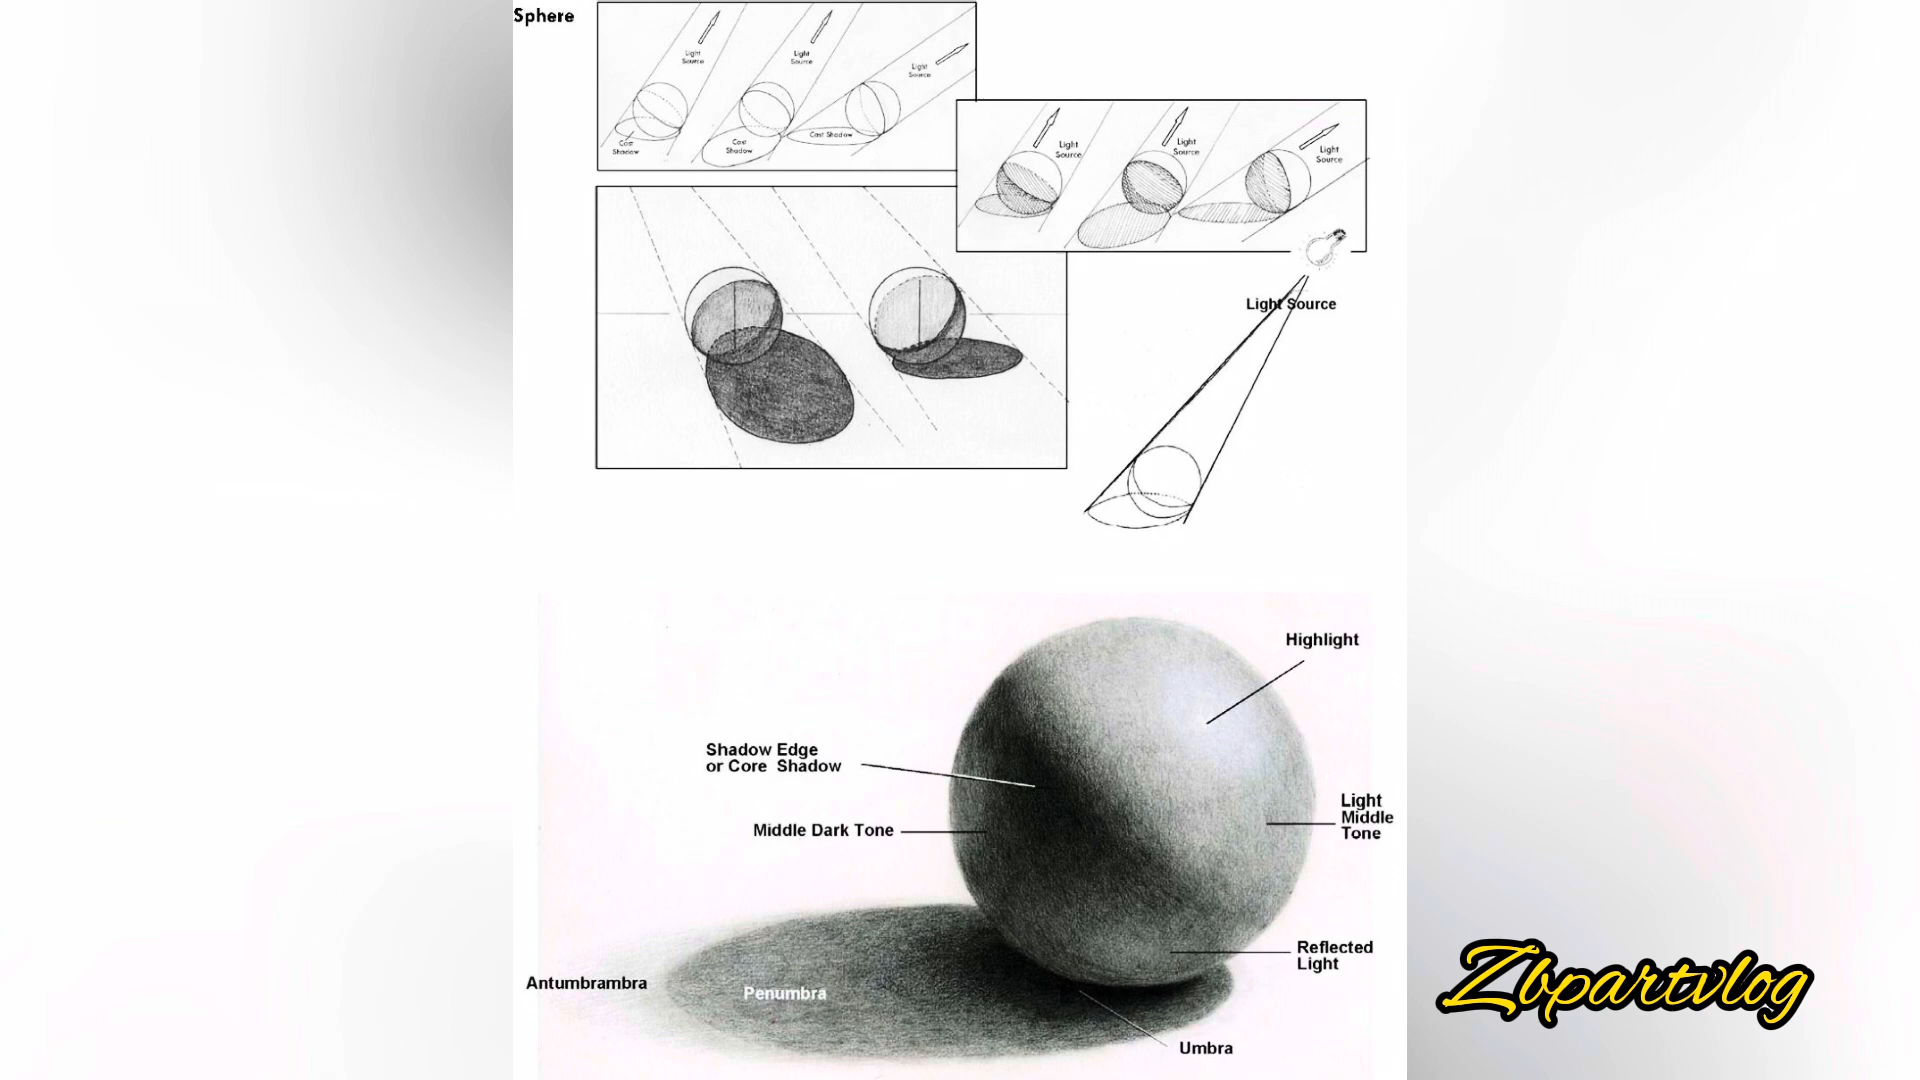 Sphere
Light
Source
Light
Source
Light
Source
Cast
Shadow
Cast
Shadow
Cast Shadow
Light
Source
Light
Source
Light
Source
Light Source
Highlight
Shadow Edge
or Core Shadow
Light
Middle
Tone
Middle Dark Tone
Reflected
Light
Antumbrambra
Penumbra
Umbra
Zbpartvlog